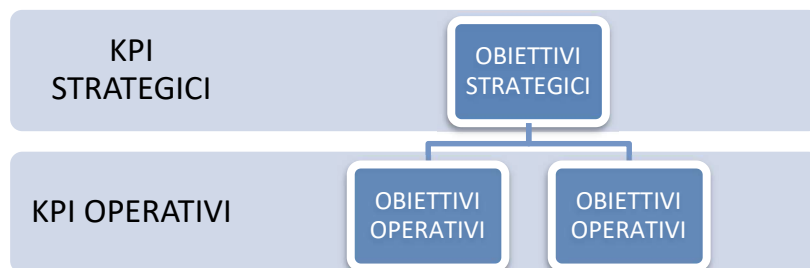 KPI
STRATEGICI
OBIETTIVI
STRATEGICI
KPI OPERATIVI
OBIETTIVI
OPERATIVI
OBIETTIVI
OPERATIVI